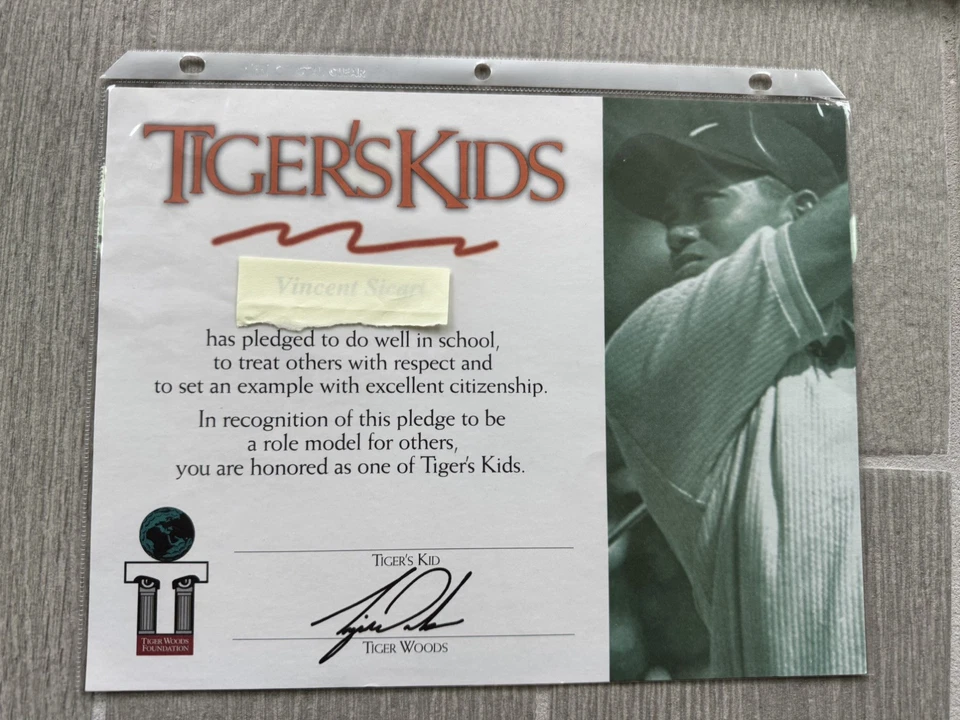 TIGER'S KIDS
Vincent
has pledged to do well in school,
to treat others with respect and
to set an example with excellent citizenship.
In recognition of this pledge to be
a role model for others,
you are honored as one of Tiger's Kids.
TIGER'S KID
Tiger Woods
TIGER WOODS
TIGER WOODS
FOUNDATION